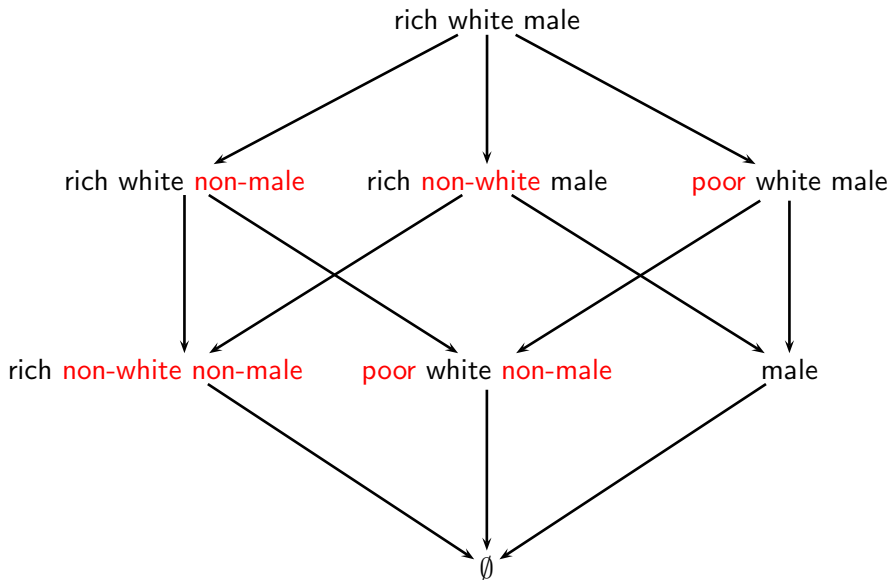 rich white male
rich white non-male
rich non-white male
poor white male
rich non-white non-male
poor white non-male
male
∅